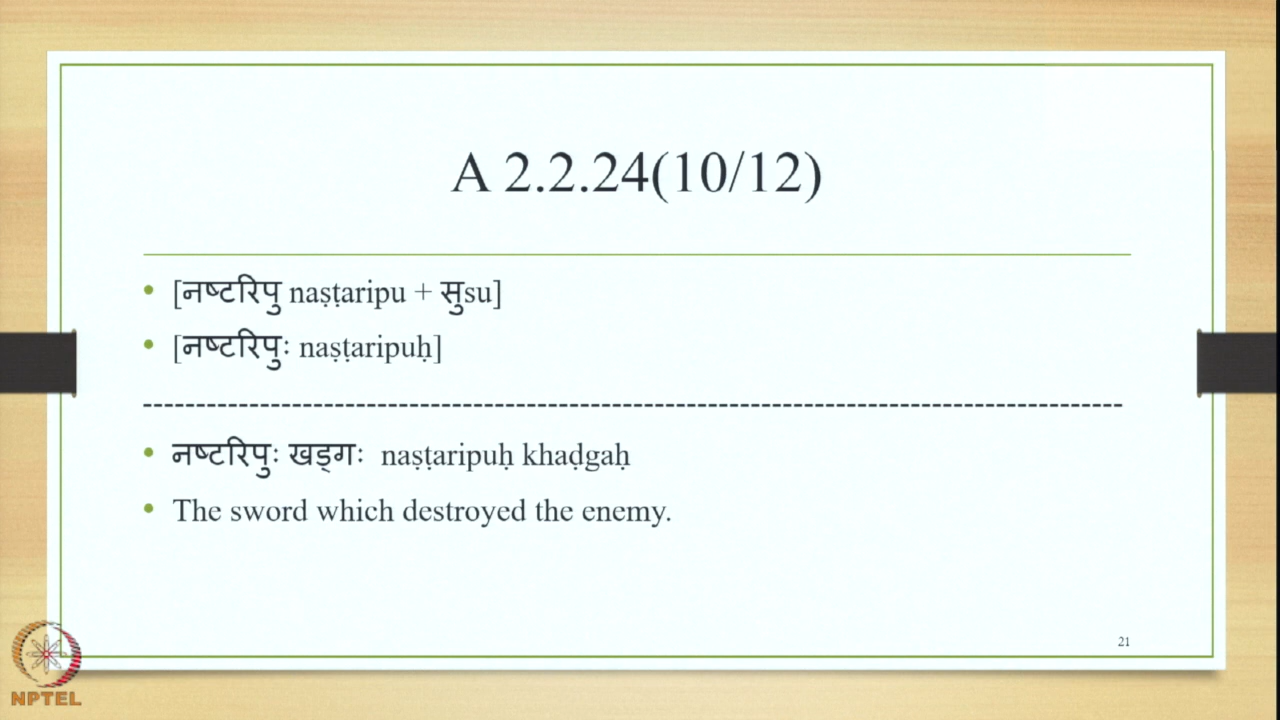 A 2.2.24(10/12)
[नष्टरिपु naṣṭaripu + सुsu]
[नष्टरिपुः naṣṭaripuḥ]
--------------------------------------------------------------------------------------------
नष्टरिपुः खड्गः naṣṭaripuḥ khaḍgaḥ
The sword which destroyed the enemy.
21
NPTEL